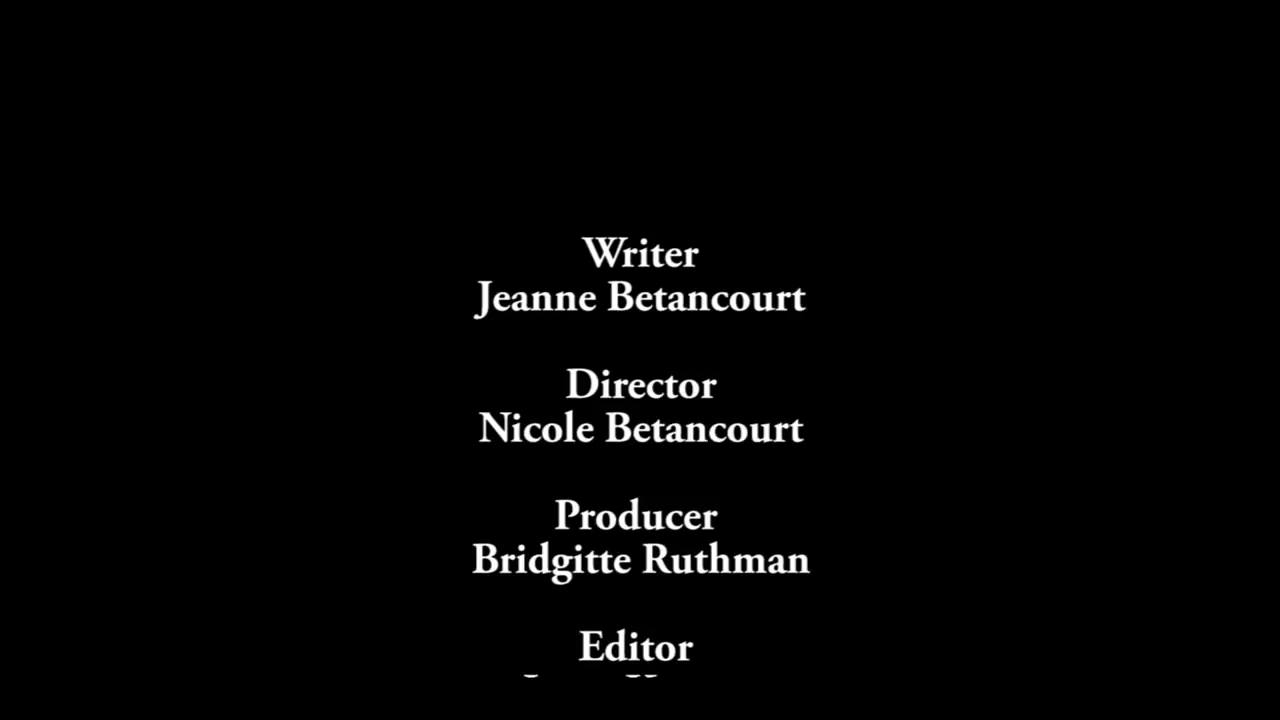 Writer
Jeanne Betancourt
Director
Nicole Betancourt
Producer
Bridgitte Ruthman
Editor